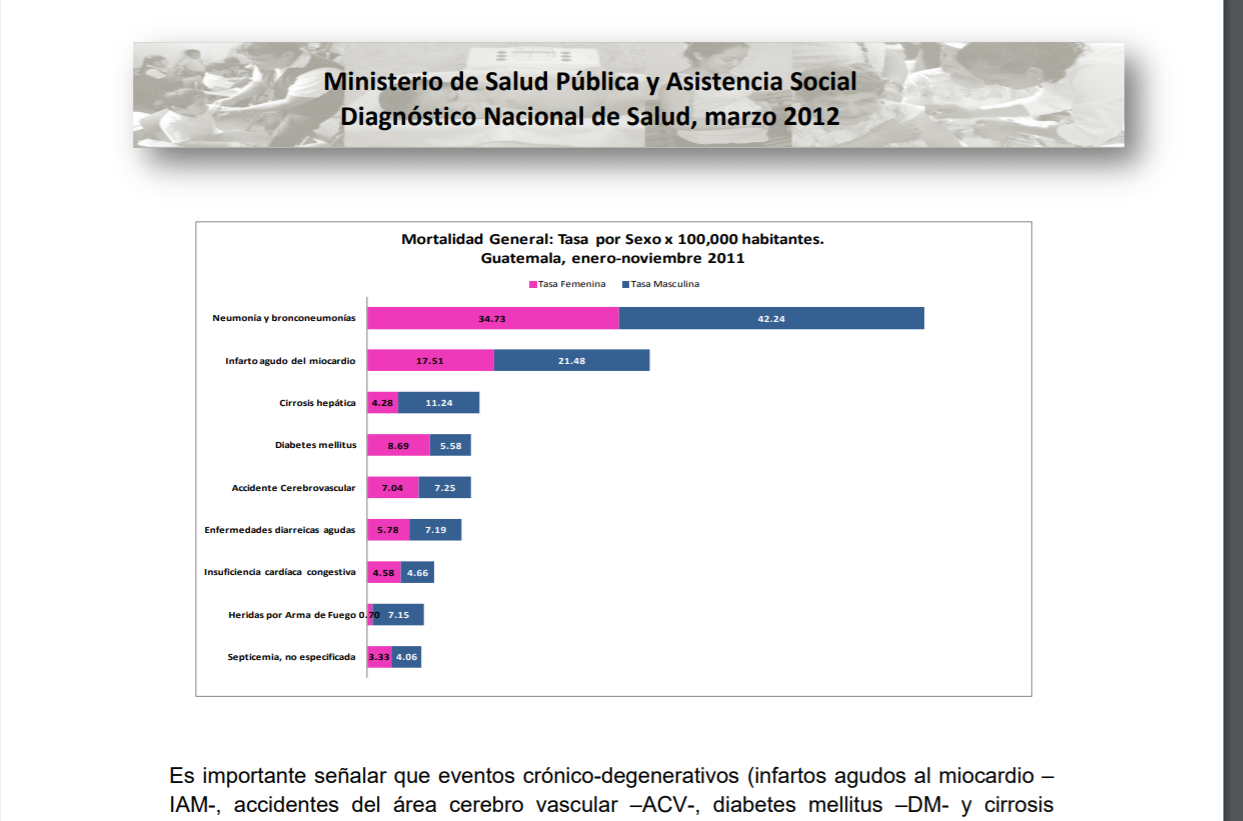 Ministerio de Salud Pública y Asistencia Social
Diagnóstico Nacional de Salud, marzo 2012
Mortalidad General: Tasa por Sexo x 100,000 habitantes.
Guatemala, enero-noviembre 2011
Tasa Femenina Tasa Masculina
Neumonía y bronconeumonías 34.73 42.24
Infarto agudo del miocardio 17.51 21.48
Cirrosis hepática 4.28 11.24
Diabetes mellitus 8.69 5.58
Accidente Cerebrovascular 7.04 7.25
Enfermedades diarreicas agudas 5.78 7.19
Insuficiencia cardíaca congestiva 4.58 4.66
Heridas por Arma de Fuego 0.70 7.15
Septicemia, no especificada 3.33 4.06
Es importante señalar que eventos crónico-degenerativos (infartos agudos al miocardio –
IAM-, accidentes del área cerebro vascular –ACV-, diabetes mellitus –DM- y cirrosis